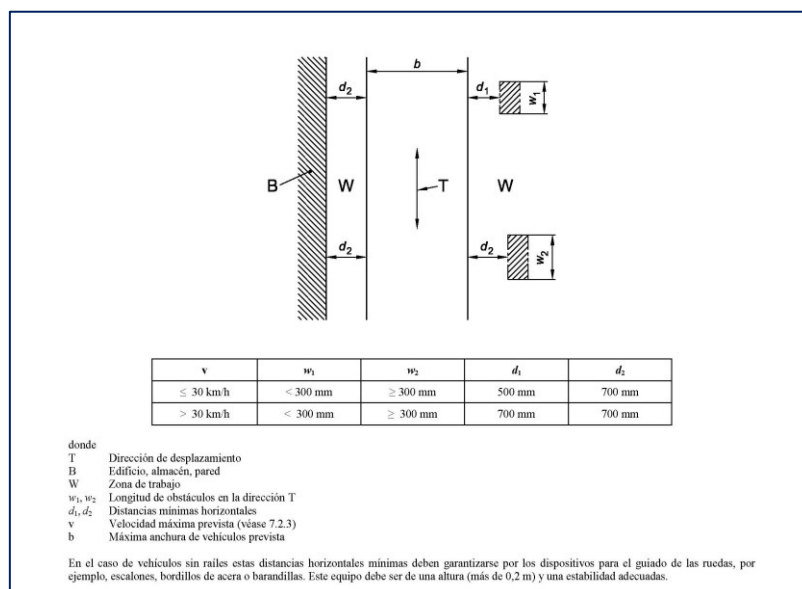 b
d₂
d₁
w₁
B
W
T
W
d₂
d₂
w₂
v w₁ w₂ d₁ d₂
≤ 30 km/h < 300 mm ≥ 300 mm 500 mm 700 mm
> 30 km/h < 300 mm ≥ 300 mm 700 mm 700 mm
donde
T Dirección de desplazamiento
B Edificio, almacén, pared
W Zona de trabajo
w₁, w₂ Longitud de obstáculos en la dirección T
d₁, d₂ Distancias mínimas horizontales
v Velocidad máxima prevista (véase 7.2.3)
b Máxima anchura de vehículos prevista
En el caso de vehículos sin raíles estas distancias horizontales mínimas deben garantizarse por los dispositivos para el guiado de las ruedas, por
ejemplo, escalones, bordillos de acera o barandillas. Este equipo debe ser de una altura (más de 0,2 m) y una estabilidad adecuadas.